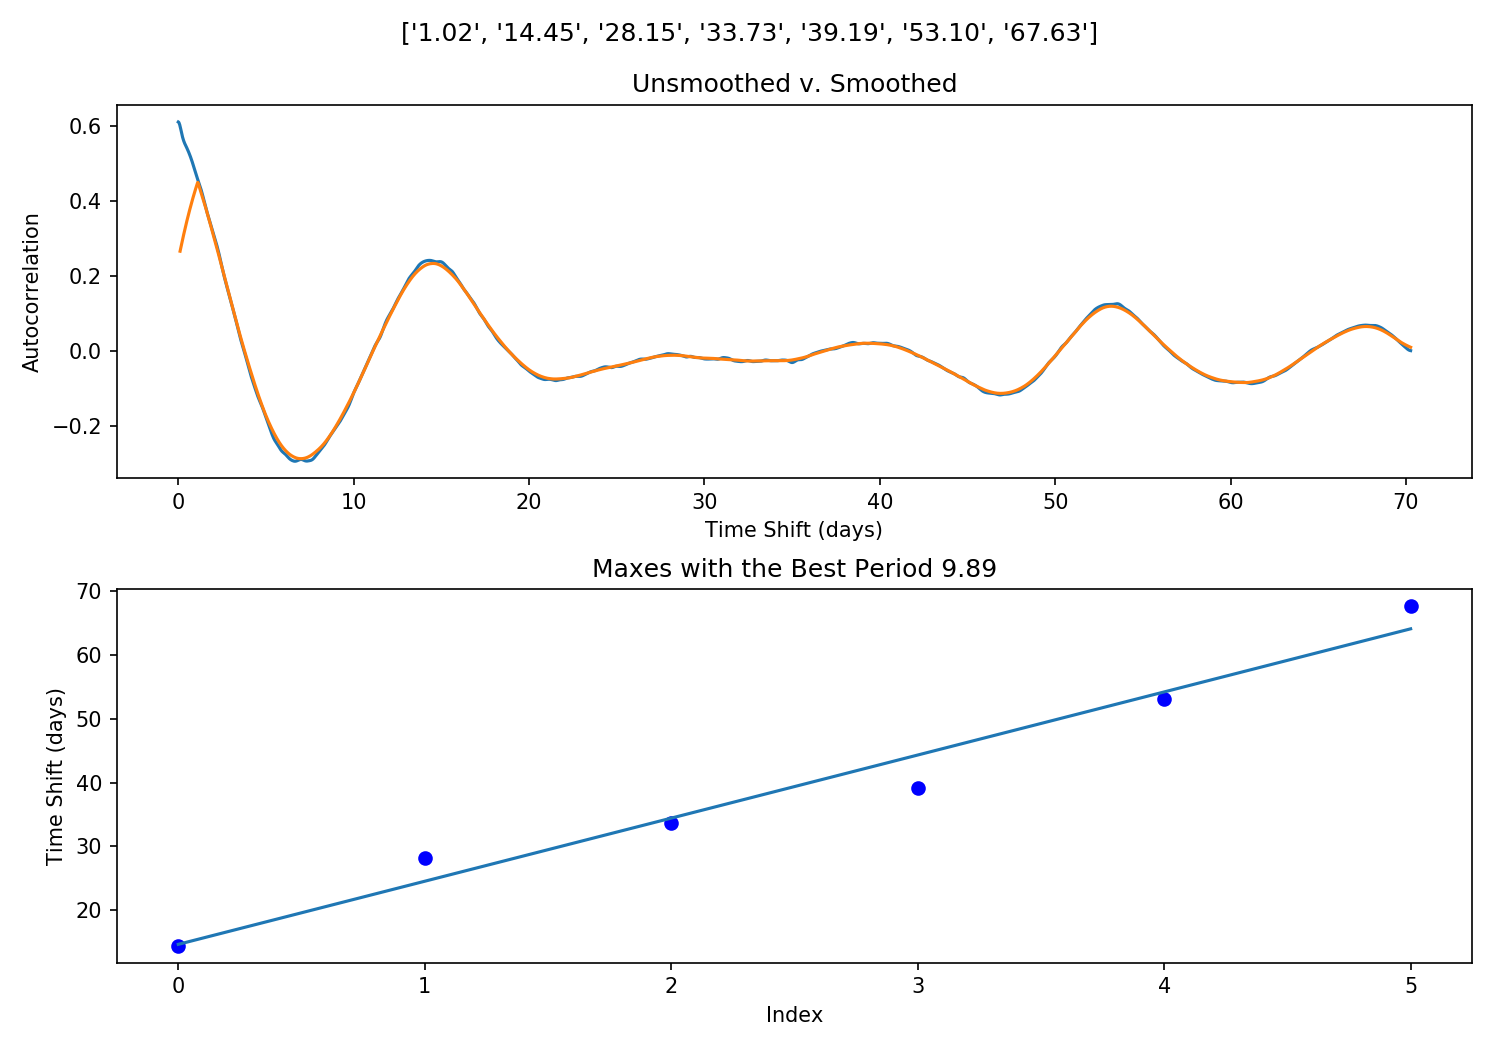 ['1.02', '14.45', '28.15', '33.73', '39.19', '53.10', '67.63']
Unsmoothed v. Smoothed
0.6
0.4
0.2
0.0
−0.2
Autocorrelation
0 10 20 30 40 50 60 70
Time Shift (days)
Maxes with the Best Period 9.89
70
60
50
40
30
20
Time Shift (days)
0 1 2 3 4 5
Index